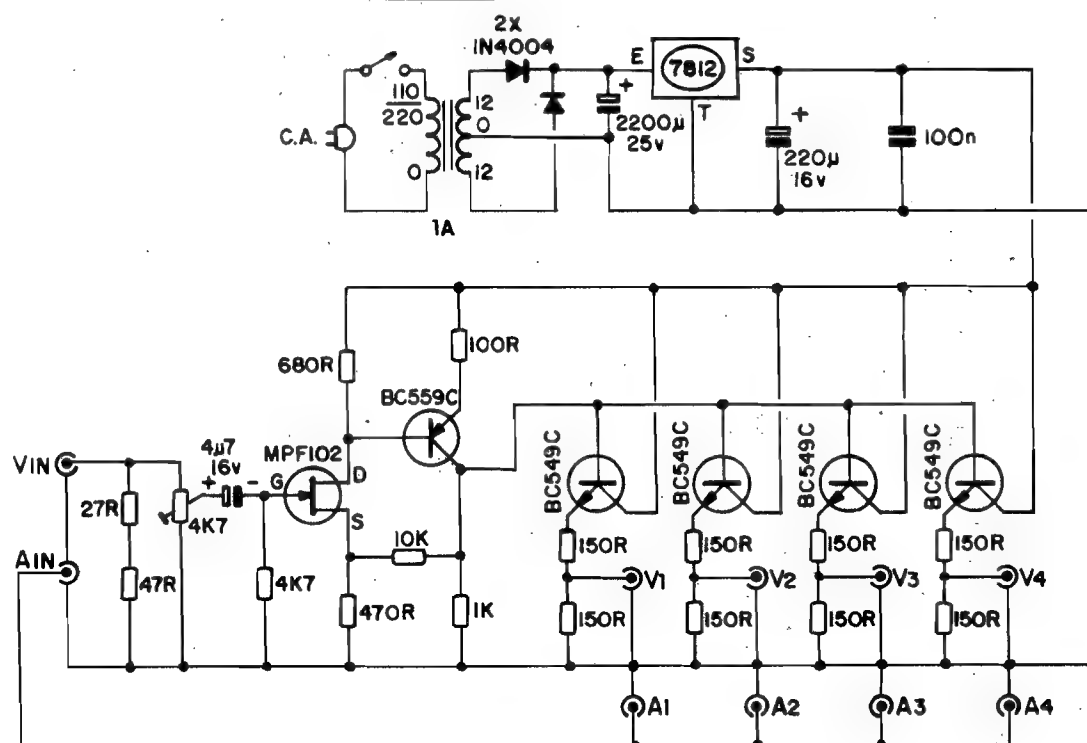 2X
1N4004
E
7812
S
T
110
220
0
12
0
12
C.A.
1A
+
2200µ
25v
+
220µ
16v
100n
680R
100R
BC559C
4µ7
16v
+
-
MPF102
G
D
S
VIN
27R
4K7
AIN
47R
4K7
10K
470R
1K
BC549C
BC549C
BC549C
BC549C
150R
150R
150R
150R
V1
V2
V3
V4
150R
150R
150R
150R
A1
A2
A3
A4